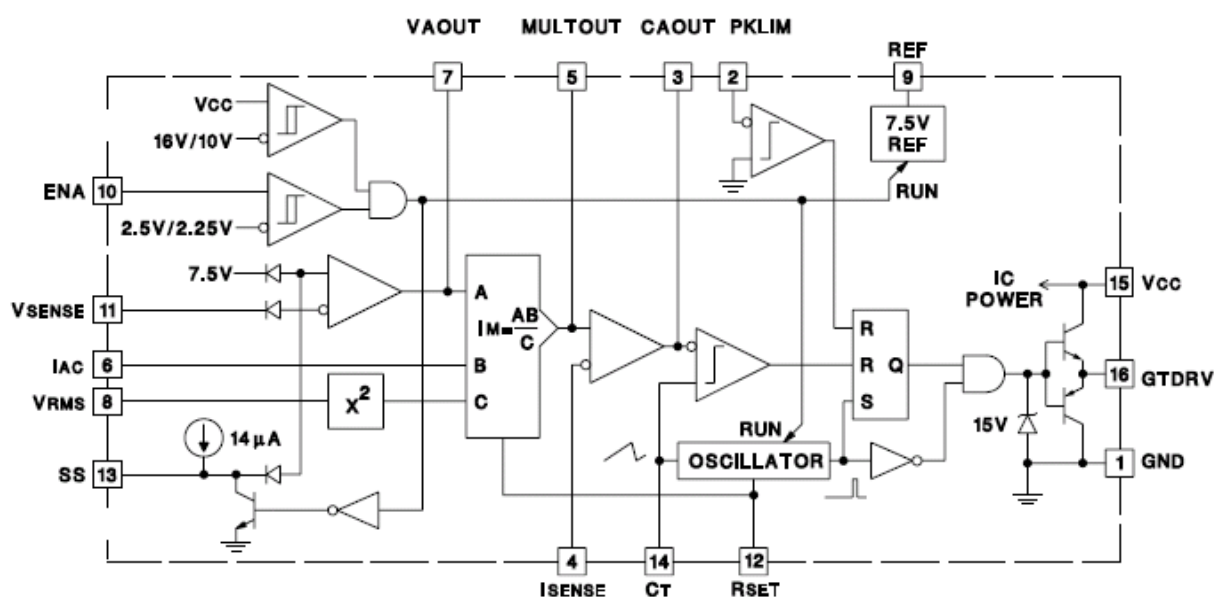 VAOUT MULTOUT CAOUT PKLIM
REF
7 5 3 2 9
VCC
16V/10V
7.5V
REF
ENA 10
RUN
2.5V/2.25V
7.5V
VSENSE 11
A
IM=AB/C
B
C
IAC 6
VRMS 8
X²
14µA
SS 13
R
R Q
S
RUN
OSCILLATOR
15V
IC
POWER
15 VCC
16 GTDRV
1 GND
4 14 12
ISENSE CT RSET